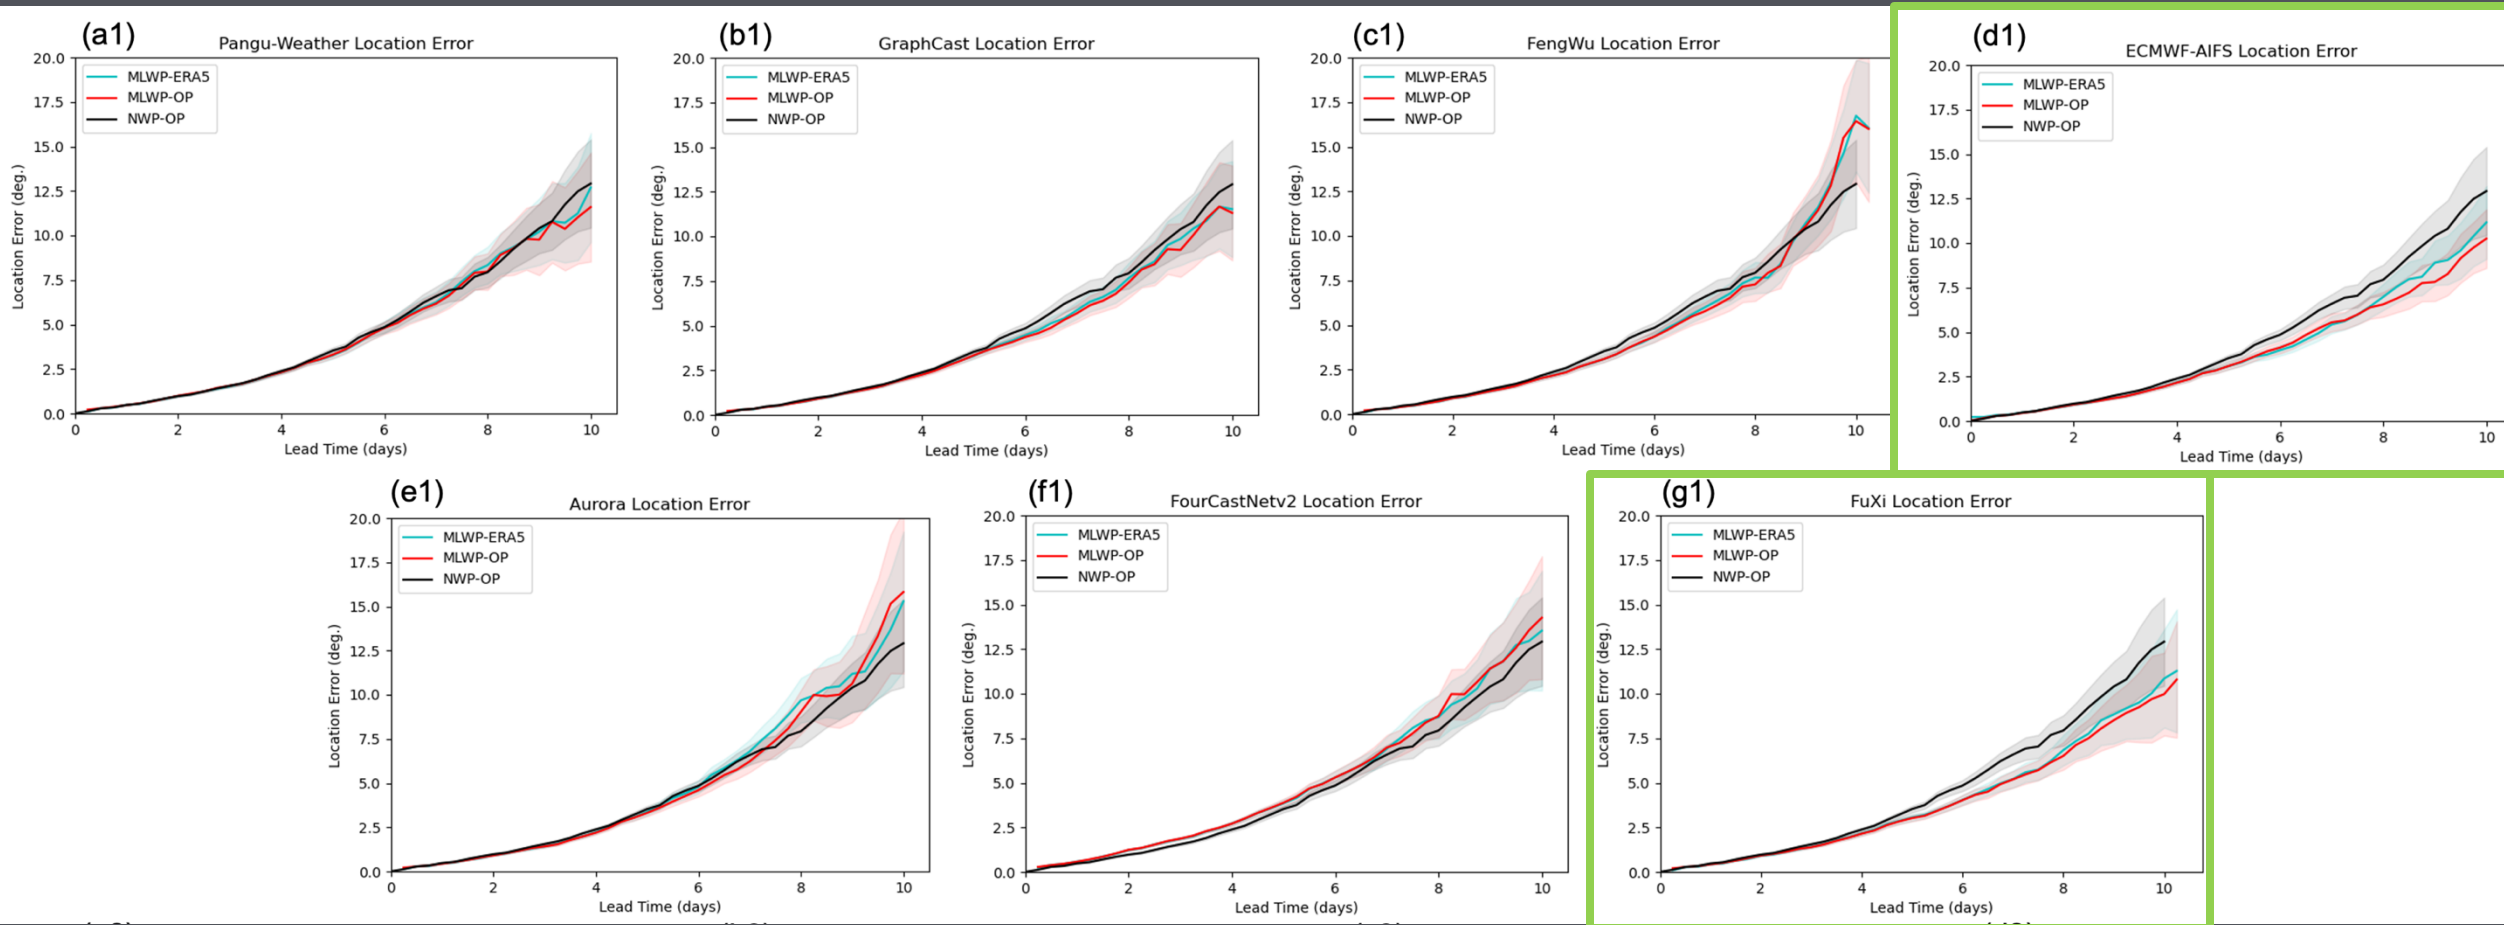 (a1)
Pangu-Weather Location Error
20.0
17.5
15.0
12.5
10.0
7.5
5.0
2.5
0.0
Location Error (deg.)
MLWP-ERA5
MLWP-OP
NWP-OP
0 2 4 6 8 10
Lead Time (days)
(b1)
GraphCast Location Error
20.0
17.5
15.0
12.5
10.0
7.5
5.0
2.5
0.0
Location Error (deg.)
MLWP-ERA5
MLWP-OP
NWP-OP
0 2 4 6 8 10
Lead Time (days)
(c1)
FengWu Location Error
20.0
17.5
15.0
12.5
10.0
7.5
5.0
2.5
0.0
Location Error (deg.)
MLWP-ERA5
MLWP-OP
NWP-OP
0 2 4 6 8 10
Lead Time (days)
(d1)
ECMWF-AIFS Location Error
20.0
17.5
15.0
12.5
10.0
7.5
5.0
2.5
0.0
Location Error (deg.)
MLWP-ERA5
MLWP-OP
NWP-OP
0 2 4 6 8 10
Lead Time (days)
(e1)
Aurora Location Error
20.0
17.5
15.0
12.5
10.0
7.5
5.0
2.5
0.0
Location Error (deg.)
MLWP-ERA5
MLWP-OP
NWP-OP
0 2 4 6 8 10
Lead Time (days)
(f1)
FourCastNetv2 Location Error
20.0
17.5
15.0
12.5
10.0
7.5
5.0
2.5
0.0
Location Error (deg.)
MLWP-ERA5
MLWP-OP
NWP-OP
0 2 4 6 8 10
Lead Time (days)
(g1)
FuXi Location Error
20.0
17.5
15.0
12.5
10.0
7.5
5.0
2.5
0.0
Location Error (deg.)
MLWP-ERA5
MLWP-OP
NWP-OP
0 2 4 6 8 10
Lead Time (days)